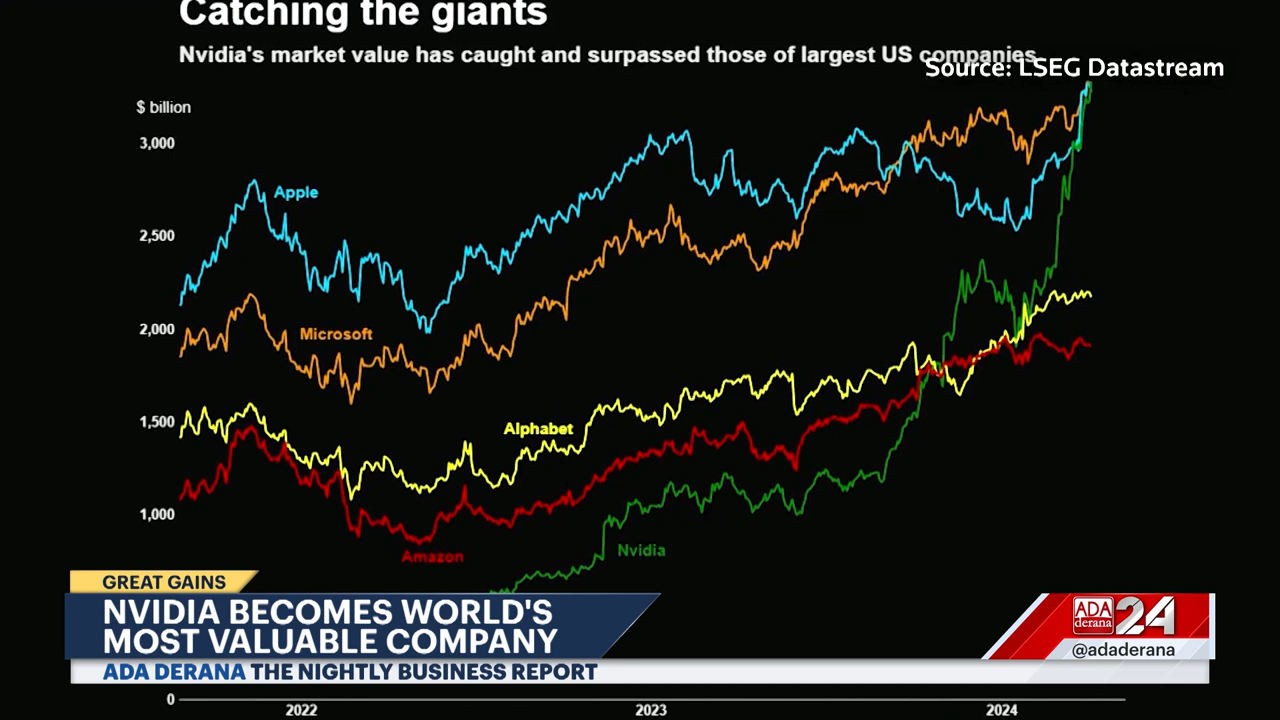 Catching the giants
Nvidia's market value has caught and surpassed those of largest US companies
Source: LSEG Datastream
$ billion
3,000
2,500
2,000
1,500
1,000
0
Apple
Microsoft
Alphabet
Amazon
Nvidia
GREAT GAINS
NVIDIA BECOMES WORLD'S
MOST VALUABLE COMPANY
ADA DERANA THE NIGHTLY BUSINESS REPORT
ADA
derana
24
@adaderana
2022
2023
2024